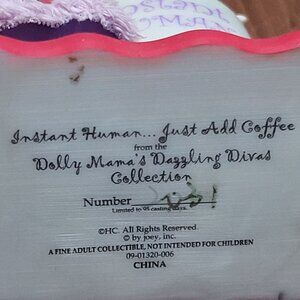 Instant Human... Just Add Coffee
from the
Dolly Mama's Dazzling Divas
Collection
Number
Limited to 95 casting days.
©HC. All Rights Reserved.
© by joey, inc.
A FINE ADULT COLLECTIBLE, NOT INTENDED FOR CHILDREN
09-01320-006
CHINA